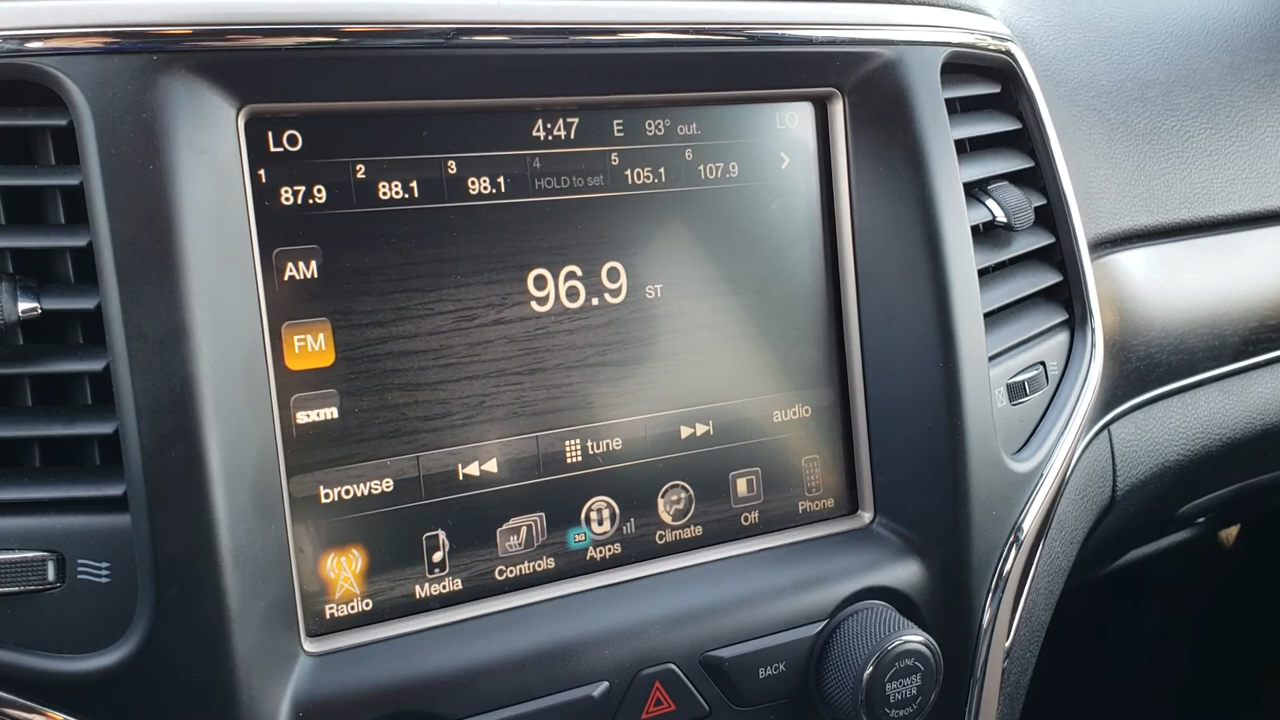 LO 4:47 E 93° out. LO
1 87.9 2 88.1 3 98.1 4 HOLD to set 5 105.1 6 107.9
AM
96.9 ST
FM
sxm
browse tune audio
Radio Media Controls 3G Apps Climate Off Phone
BACK
TUNE
BROWSE
ENTER
SCROLL